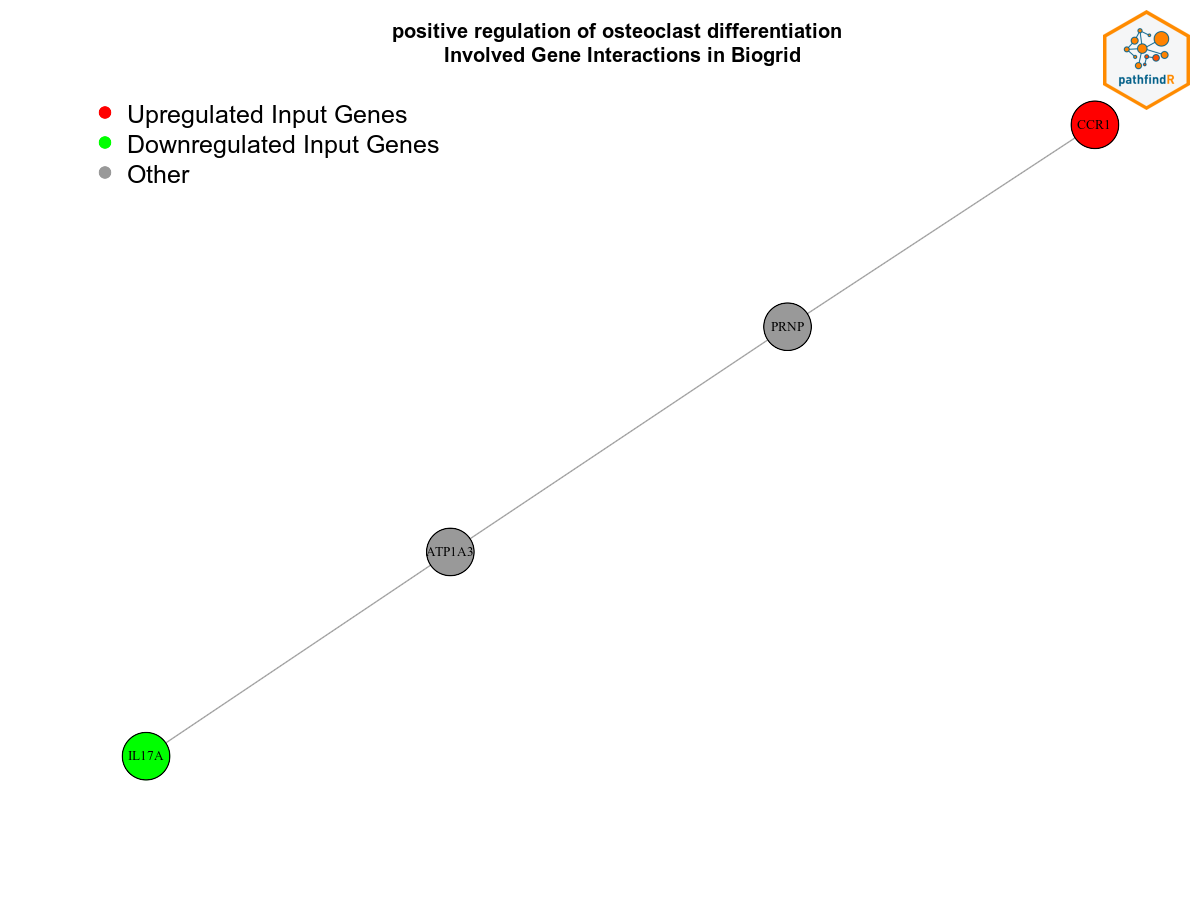 positive regulation of osteoclast differentiation
Involved Gene Interactions in Biogrid
pathfindR
Upregulated Input Genes
Downregulated Input Genes
Other
CCR1
PRNP
ATP1A3
IL17A